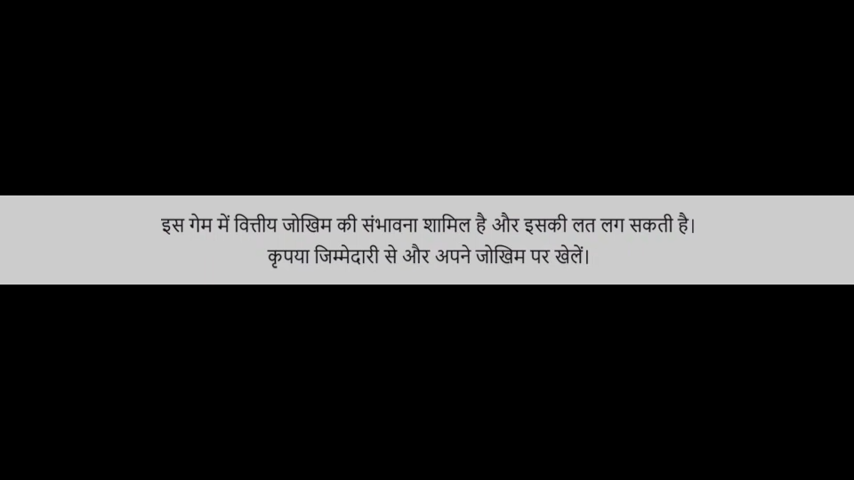 इस गेम में वित्तीय जोखिम की संभावना शामिल है और इसकी लत लग सकती है।
कृपया जिम्मेदारी से और अपने जोखिम पर खेलें।